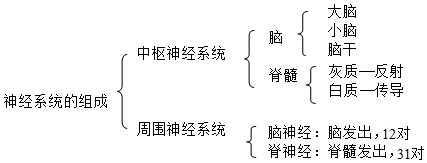 大脑
小脑
脑干
脑
中枢神经系统
脊髓
灰质—反射
白质—传导
神经系统的组成
周围神经系统
脑神经：脑发出，12对
脊神经：脊髓发出，31对